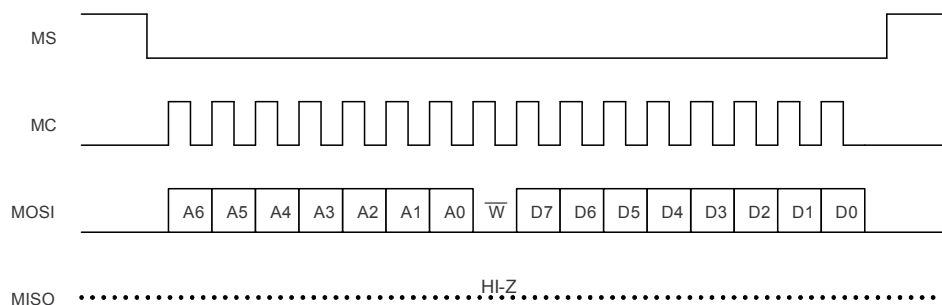 MS
MC
MOSI A6 A5 A4 A3 A2 A1 A0 W D7 D6 D5 D4 D3 D2 D1 D0
HI-Z
MISO